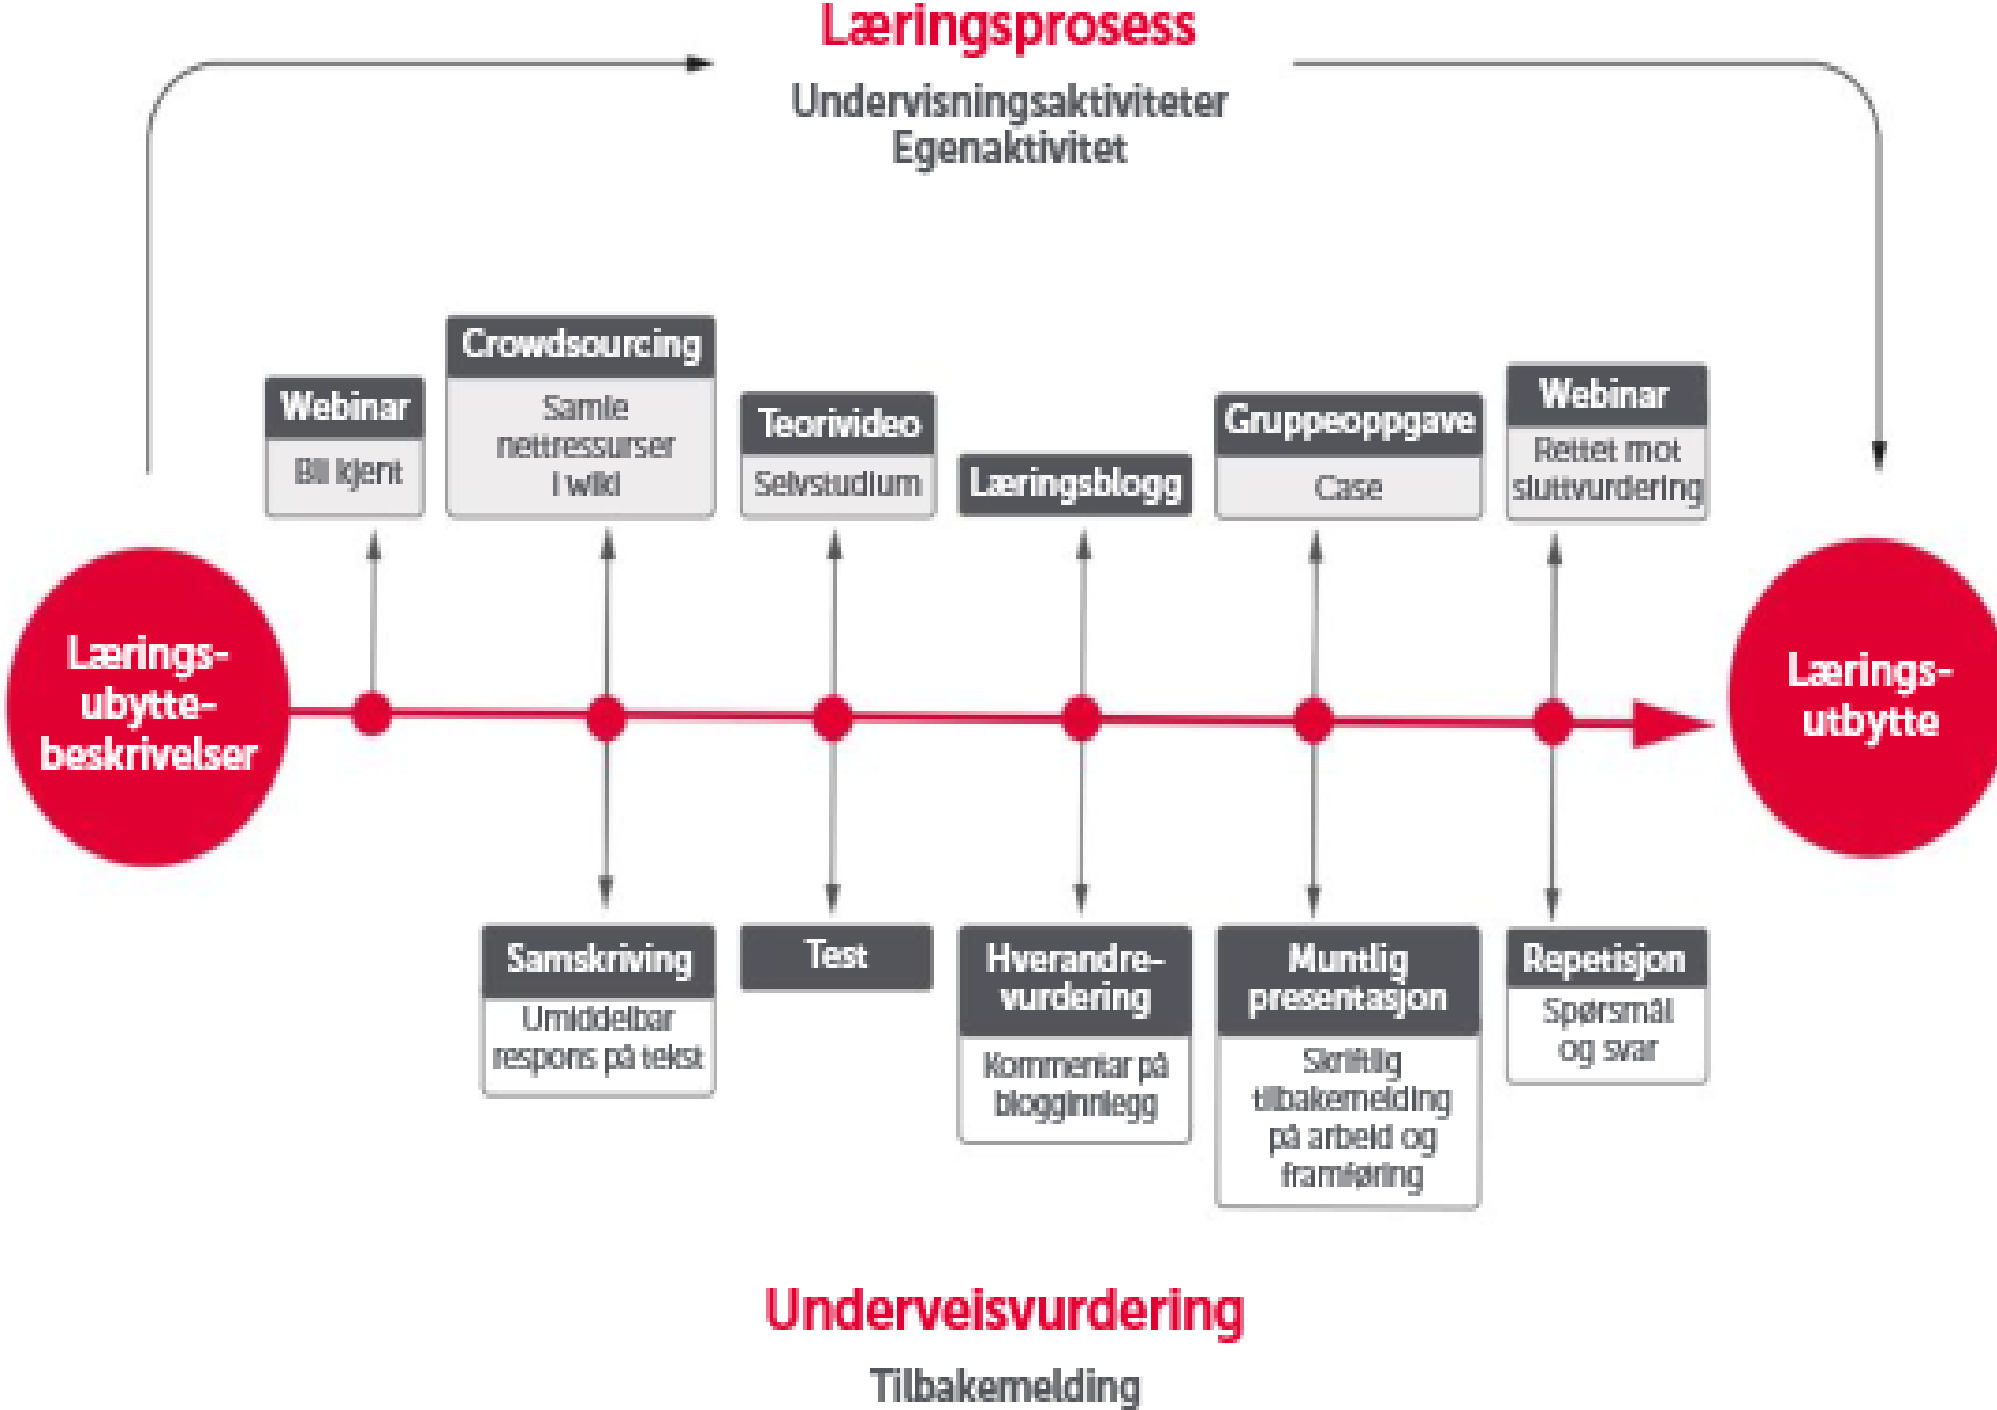 Læringsprosess
Undervisningsaktiviteter
Egenaktivitet
Webinar
Bli kjent
Crowdsourcing
Samle
nettressurser
i wiki
Teorivideo
Selvstudium
Læringsblogg
Gruppeoppgave
Case
Webinar
Rettet mot
sluttvurdering
Lærings-
ubytte-
beskrivelser
Lærings-
utbytte
Samskriving
Umiddelbar
respons på tekst
Test
Hverandre-
vurdering
Kommentar på
blogginnlegg
Muntlig
presentasjon
Skriftlig
tilbakemelding
på arbeid og
framføring
Repetisjon
Spørsmål
og svar
Underveisvurdering
Tilbakemelding